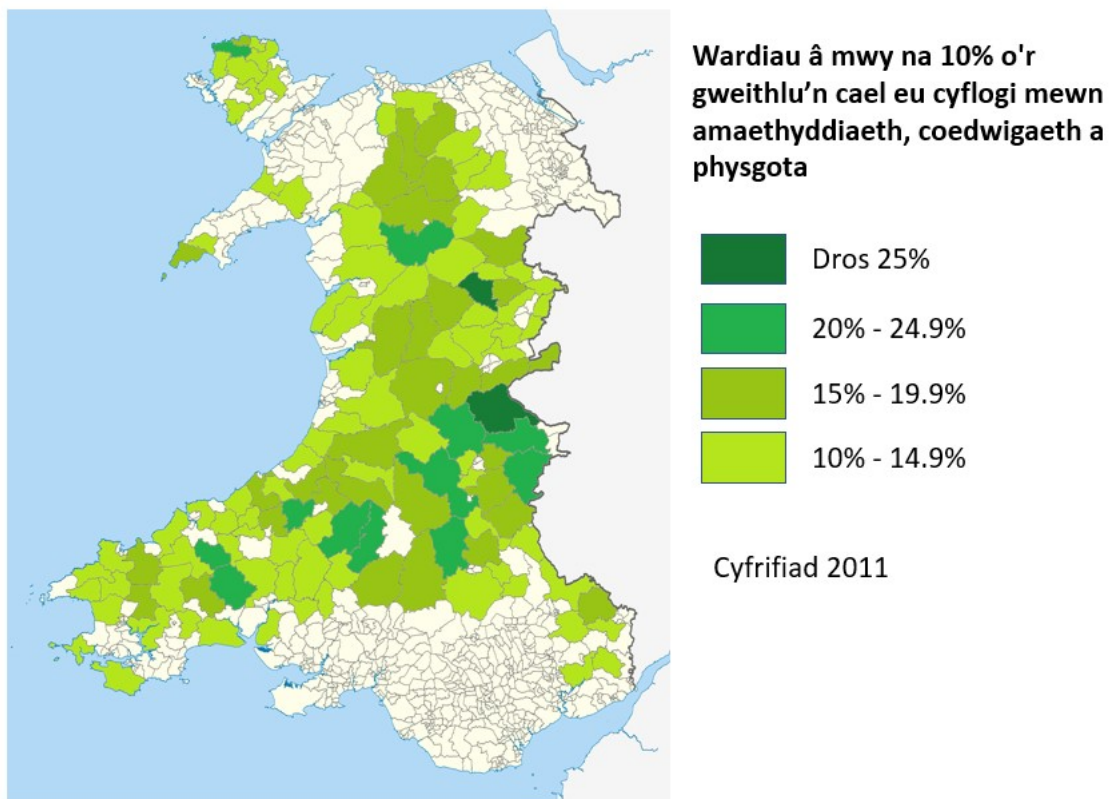 Wardiau â mwy na 10% o'r
gweithlu’n cael eu cyflogi mewn
amaethyddiaeth, coedwigaeth a
physgota
Dros 25%
20% - 24.9%
15% - 19.9%
10% - 14.9%
Cyfrifiad 2011